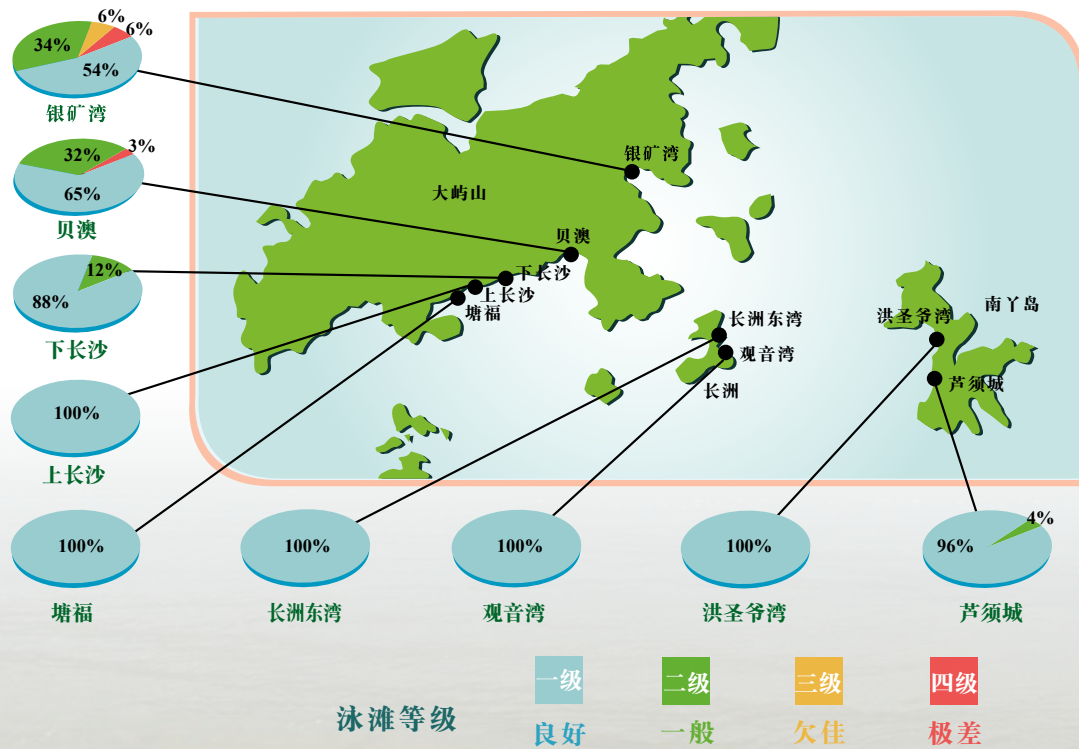 6%
6%
34%
54%
银矿湾
3%
32%
65%
贝澳
12%
88%
下长沙
100%
上长沙
100%
塘福
100%
长洲东湾
100%
观音湾
100%
洪圣爷湾
4%
96%
芦须城
银矿湾
大屿山
贝澳
下长沙
上长沙
塘福
长洲东湾
观音湾
长洲
洪圣爷湾
南丫岛
芦须城
泳滩等级
一级
良好
二级
一般
三级
欠佳
四级
极差